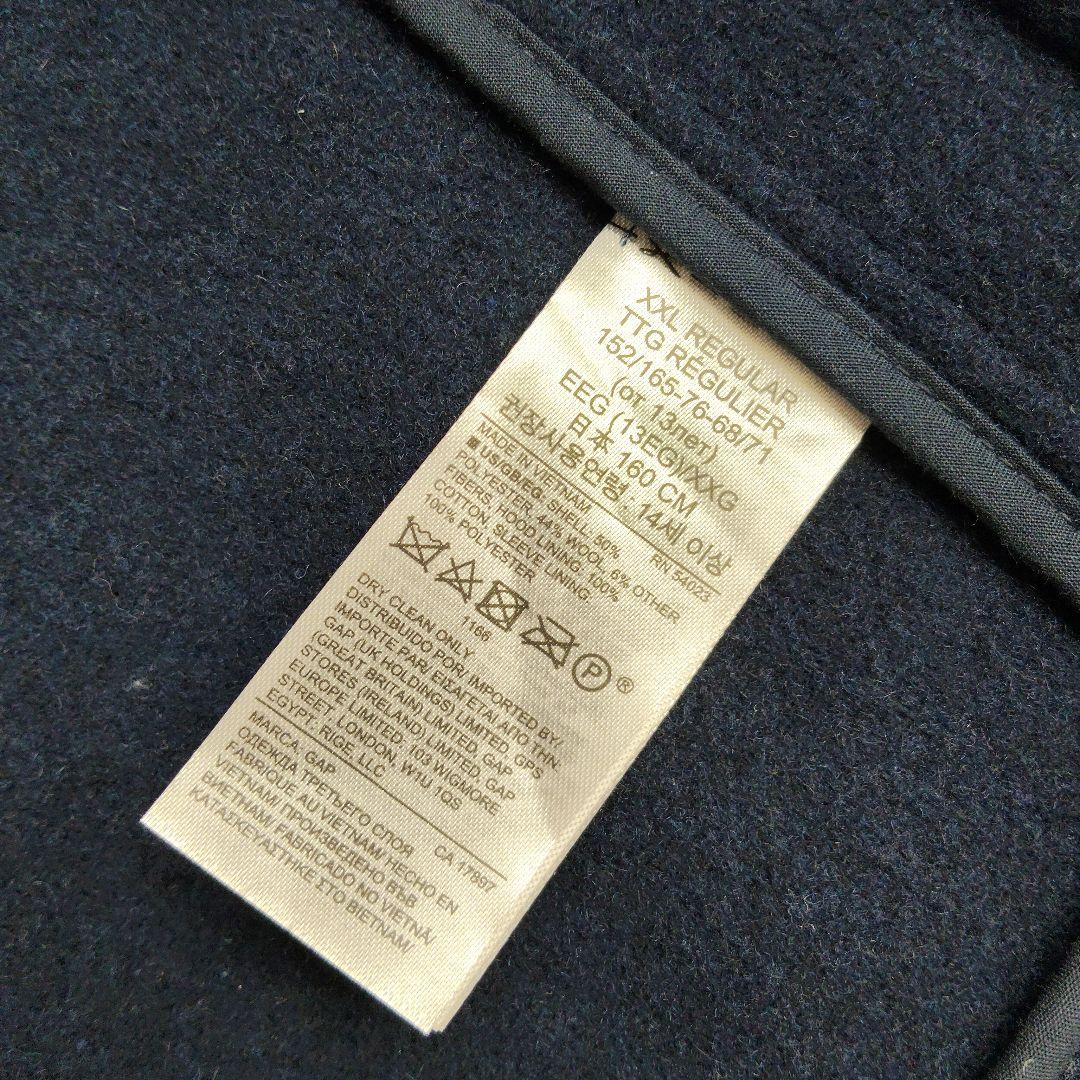 XXL REGULAR
TTG RÉGULIER
152/165-76-68/71
(от 13лет)
EEG (13EG)/XXG
日本 160 CM
권장사용연령 : 14세 이상
MADE IN VIETNAM RN 54023
US/GB/EG. SHELL. 50%
POLYESTER, 44% WOOL, 6% OTHER
FIBERS. HOOD LINING. 100%
COTTON. SLEEVE LINING.
100% POLYESTER
P ®
1166
DRY CLEAN ONLY
DISTRIBUIDO POR/ IMPORTED BY/
IMPORTE PAR/ ΕΙΣΑΓΕΤΑΙ ΑΠΟ ΤΗΝ:
GAP (UK HOLDINGS) LIMITED, GAP
(GREAT BRITAIN) LIMITED, GPS
STORES (IRELAND) LIMITED, GAP
EUROPE LIMITED, 103 WIGMORE
STREET, LONDON, W1U 1QS
EGYPT: RIGE, LLC
MARCA. GAP CA 17897
ОДЕЖДА ТРЕТЬЕГО СЛОЯ
FABRIQUÉ AU VIETNAM/ HECHO EN
VIETNAM/ ПРОИЗВЕДЕНО ВЪВ
ВИЕТНАМ/ FABRICADO NO VIETNÃ/
ΚΑΤΑΣΚΕΥΑΣΤΗΚΕ ΣΤΟ ΒΙΕΤΝΑΜ/